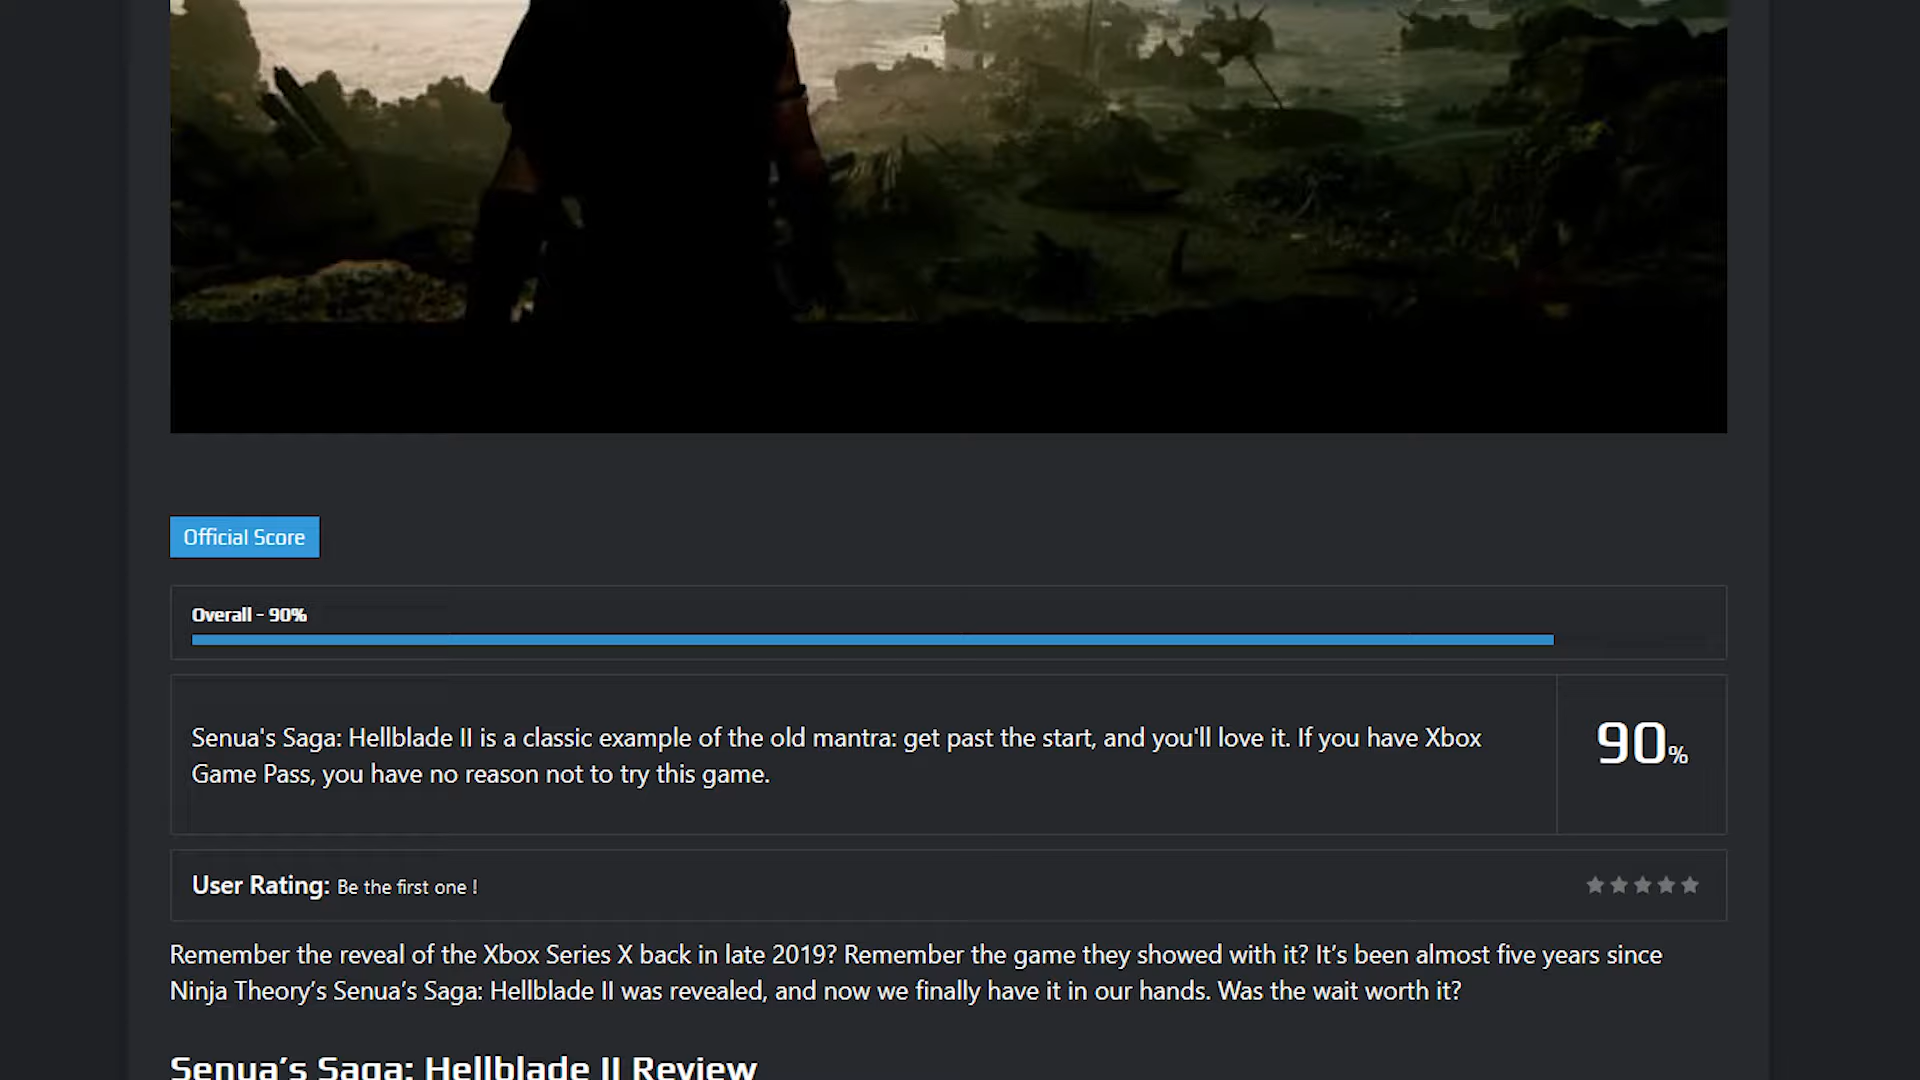 Official Score
Overall - 90%
Senua's Saga: Hellblade II is a classic example of the old mantra: get past the start, and you'll love it. If you have Xbox
Game Pass, you have no reason not to try this game.
90%
User Rating: Be the first one !
Remember the reveal of the Xbox Series X back in late 2019? Remember the game they showed with it? It’s been almost five years since
Ninja Theory’s Senua’s Saga: Hellblade II was revealed, and now we finally have it in our hands. Was the wait worth it?
Senua’s Saga: Hellblade II Review